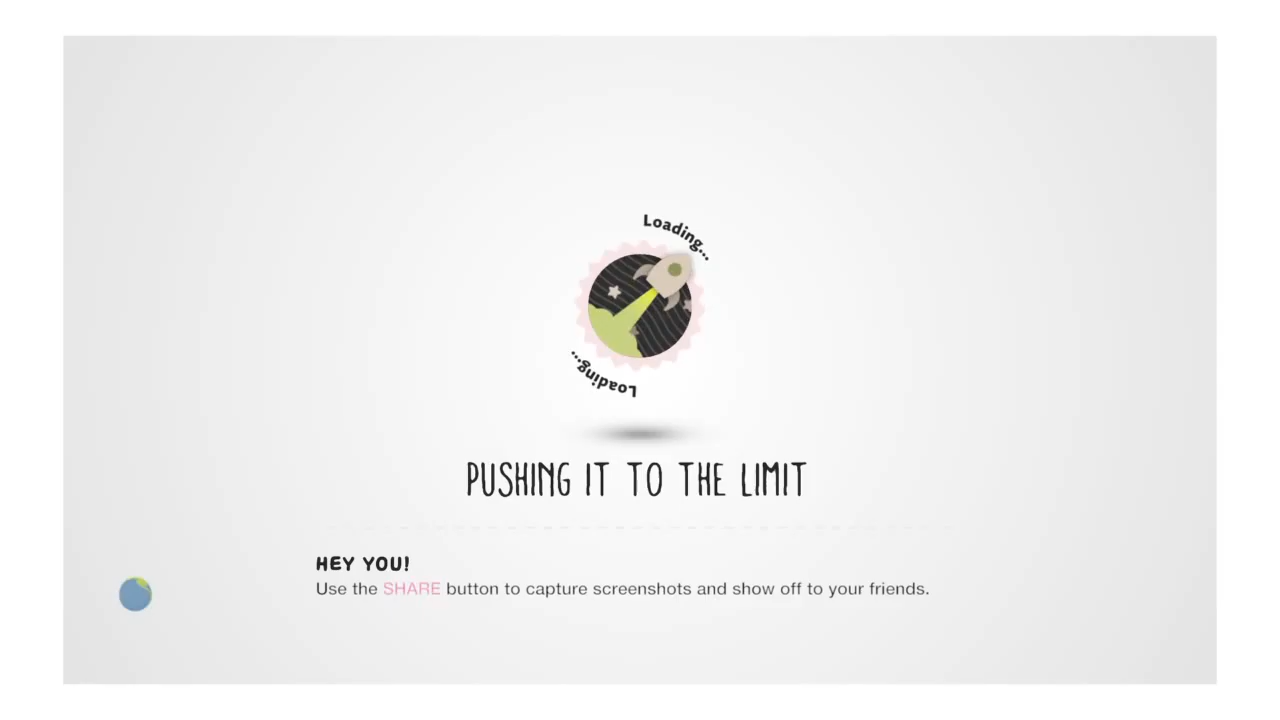 Loading...
Loading...
PUSHING IT TO THE LIMIT
HEY YOU!
Use the SHARE button to capture screenshots and show off to your friends.